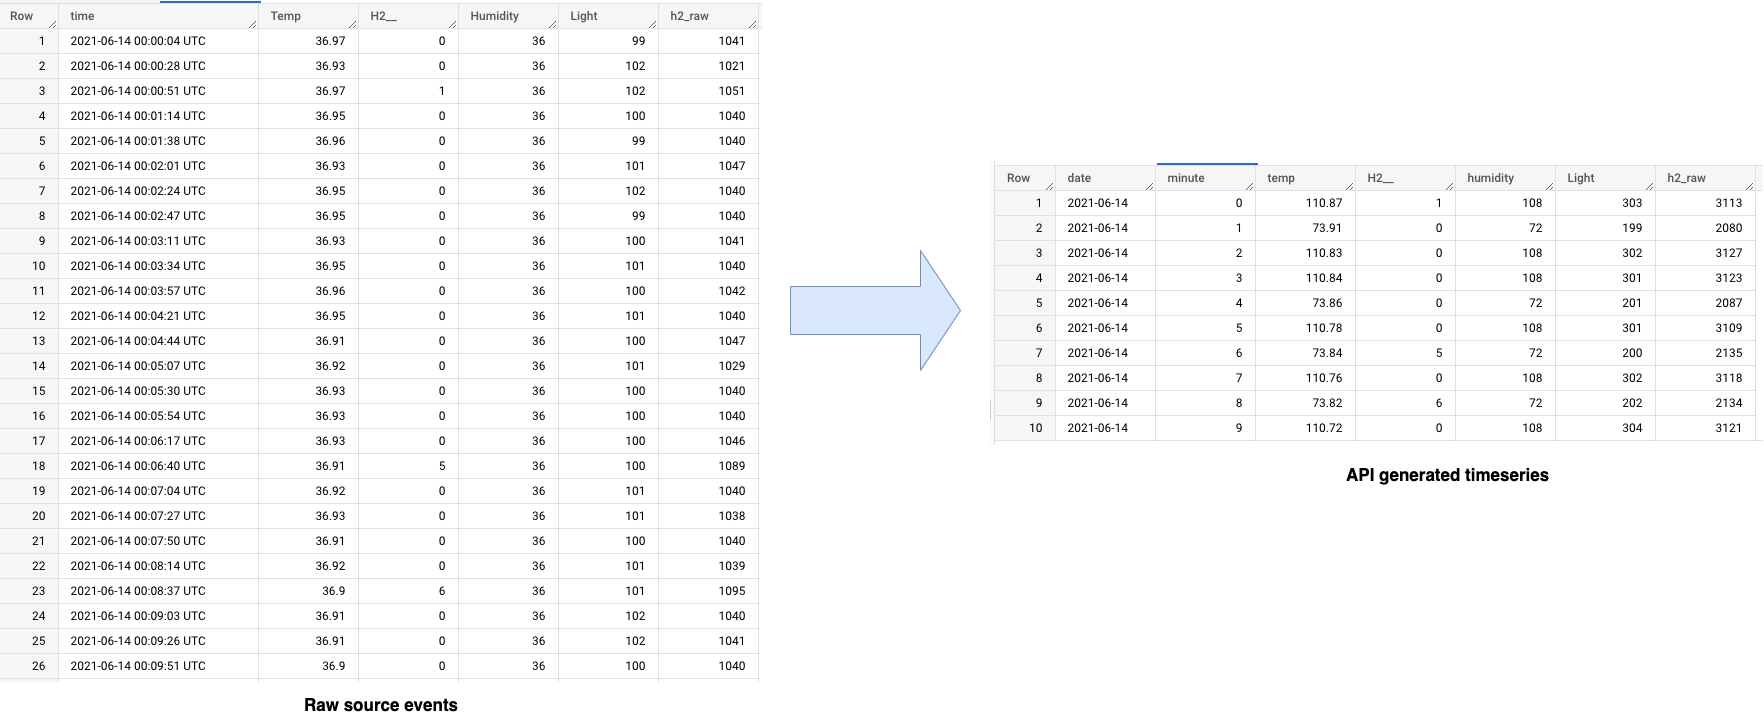 Row time Temp H2__ Humidity Light h2_raw
1 2021-06-14 00:00:04 UTC 36.97 0 36 99 1041
2 2021-06-14 00:00:28 UTC 36.93 0 36 102 1021
3 2021-06-14 00:00:51 UTC 36.97 1 36 102 1051
4 2021-06-14 00:01:14 UTC 36.95 0 36 100 1040
5 2021-06-14 00:01:38 UTC 36.96 0 36 99 1040
6 2021-06-14 00:02:01 UTC 36.93 0 36 101 1047
7 2021-06-14 00:02:24 UTC 36.95 0 36 102 1040
8 2021-06-14 00:02:47 UTC 36.95 0 36 99 1040
9 2021-06-14 00:03:11 UTC 36.93 0 36 100 1041
10 2021-06-14 00:03:34 UTC 36.95 0 36 101 1040
11 2021-06-14 00:03:57 UTC 36.96 0 36 100 1042
12 2021-06-14 00:04:21 UTC 36.95 0 36 101 1040
13 2021-06-14 00:04:44 UTC 36.91 0 36 100 1047
14 2021-06-14 00:05:07 UTC 36.92 0 36 101 1029
15 2021-06-14 00:05:30 UTC 36.93 0 36 100 1040
16 2021-06-14 00:05:54 UTC 36.93 0 36 100 1040
17 2021-06-14 00:06:17 UTC 36.93 0 36 100 1046
18 2021-06-14 00:06:40 UTC 36.91 5 36 100 1089
19 2021-06-14 00:07:04 UTC 36.92 0 36 101 1040
20 2021-06-14 00:07:27 UTC 36.93 0 36 101 1038
21 2021-06-14 00:07:50 UTC 36.91 0 36 100 1040
22 2021-06-14 00:08:14 UTC 36.92 0 36 101 1039
23 2021-06-14 00:08:37 UTC 36.9 6 36 101 1095
24 2021-06-14 00:09:03 UTC 36.91 0 36 102 1040
25 2021-06-14 00:09:26 UTC 36.91 0 36 102 1041
26 2021-06-14 00:09:51 UTC 36.9 0 36 100 1040
Raw source events
Row date minute temp H2__ humidity Light h2_raw
1 2021-06-14 0 110.87 1 108 303 3113
2 2021-06-14 1 73.91 0 72 199 2080
3 2021-06-14 2 110.83 0 108 302 3127
4 2021-06-14 3 110.84 0 108 301 3123
5 2021-06-14 4 73.86 0 72 201 2087
6 2021-06-14 5 110.78 0 108 301 3109
7 2021-06-14 6 73.84 5 72 200 2135
8 2021-06-14 7 110.76 0 108 302 3118
9 2021-06-14 8 73.82 6 72 202 2134
10 2021-06-14 9 110.72 0 108 304 3121
API generated timeseries